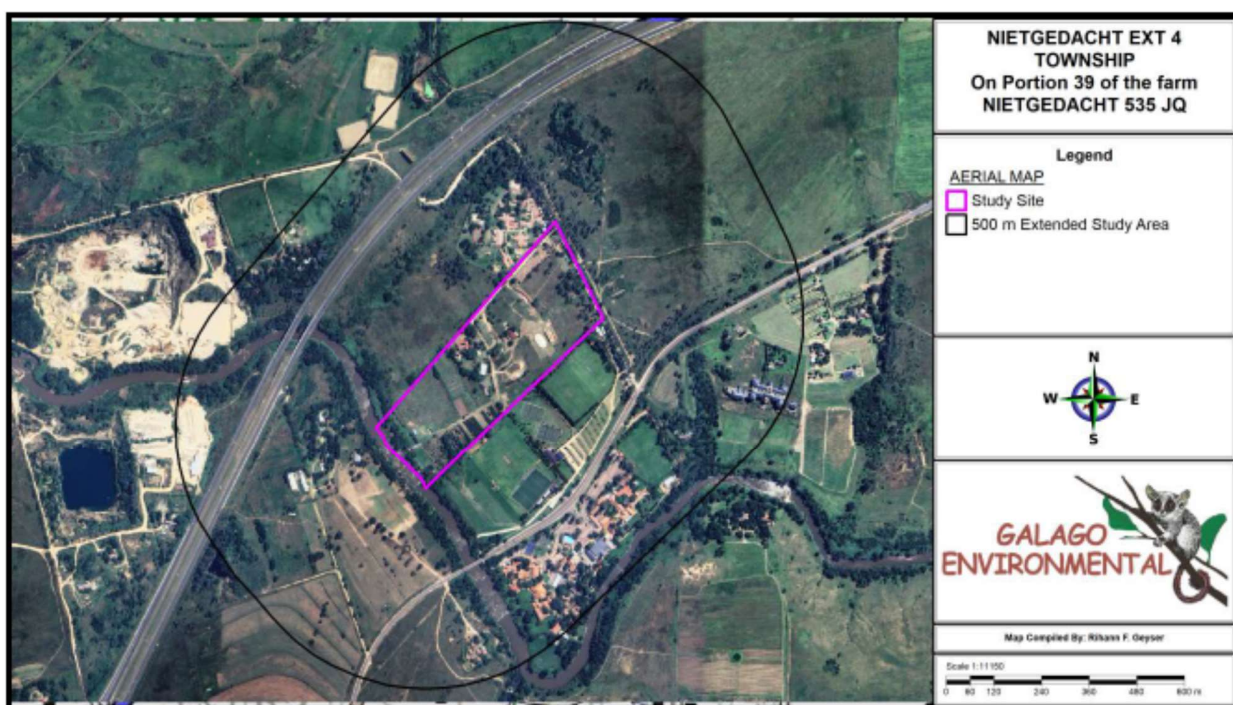 NIETGEDACHT EXT 4
TOWNSHIP
On Portion 39 of the farm
NIETGEDACHT 535 JQ
Legend
AERIAL MAP
Study Site
500 m Extended Study Area
N
W E
S
GALAGO
ENVIRONMENTAL
Map Compiled By: Rihann F. Geyser
Scale 1:11150
0 60 120 240 360 480 600 m